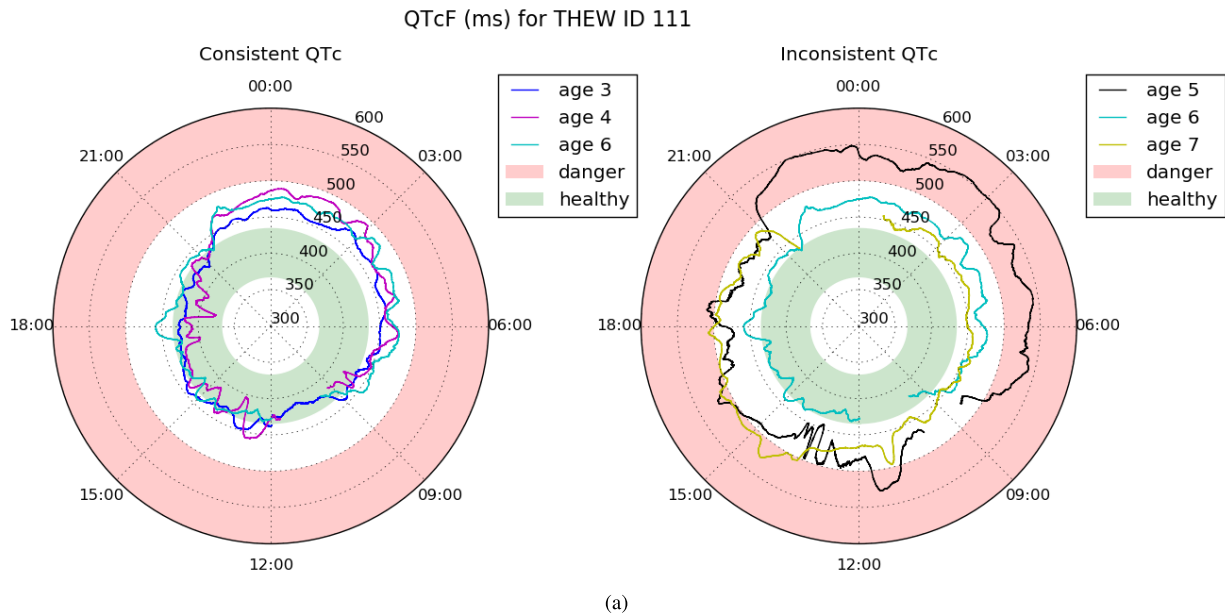 QTcF (ms) for THEW ID 111
Consistent QTc
00:00
03:00
06:00
09:00
12:00
15:00
18:00
21:00
600
550
500
450
400
350
300
age 3
age 4
age 6
danger
healthy
Inconsistent QTc
00:00
03:00
06:00
09:00
12:00
15:00
18:00
21:00
600
550
500
450
400
350
300
age 5
age 6
age 7
danger
healthy
(a)